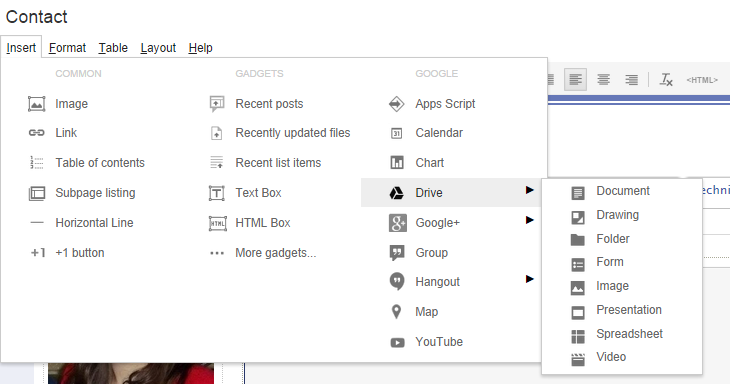 Contact
Insert Format Table Layout Help
<HTML>
COMMON
Image
Link
Table of contents
Subpage listing
Horizontal Line
+1 +1 button
GADGETS
Recent posts
Recently updated files
Recent list items
Text Box
HTML HTML Box
More gadgets...
GOOGLE
Apps Script
31 Calendar
Chart
Drive
g+ Google+
Group
Hangout
Map
YouTube
Document
Drawing
Folder
Form
Image
Presentation
Spreadsheet
Video